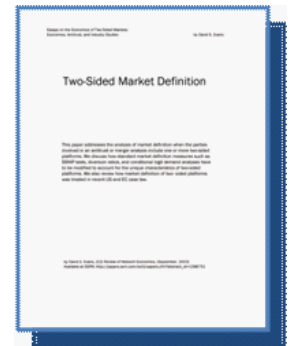 Essays on the Economics of Two-Sided Markets:
Economics, Antitrust, and Industry Studies
by David S. Evans
Two-Sided Market Definition
This paper addresses the analysis of market definition when the parties
involved in an antitrust or merger analysis include one or more two-sided
platforms. We discuss how standard market definition measures such as
SSNIP tests, diversion ratios, and conditional logit demand analyses have
to be modified to account for the unique characteristics of two-sided
platforms. We also review how market definition of two-sided platforms
was treated in recent US and EC case law.
by David S. Evans,
Available at SSRN: